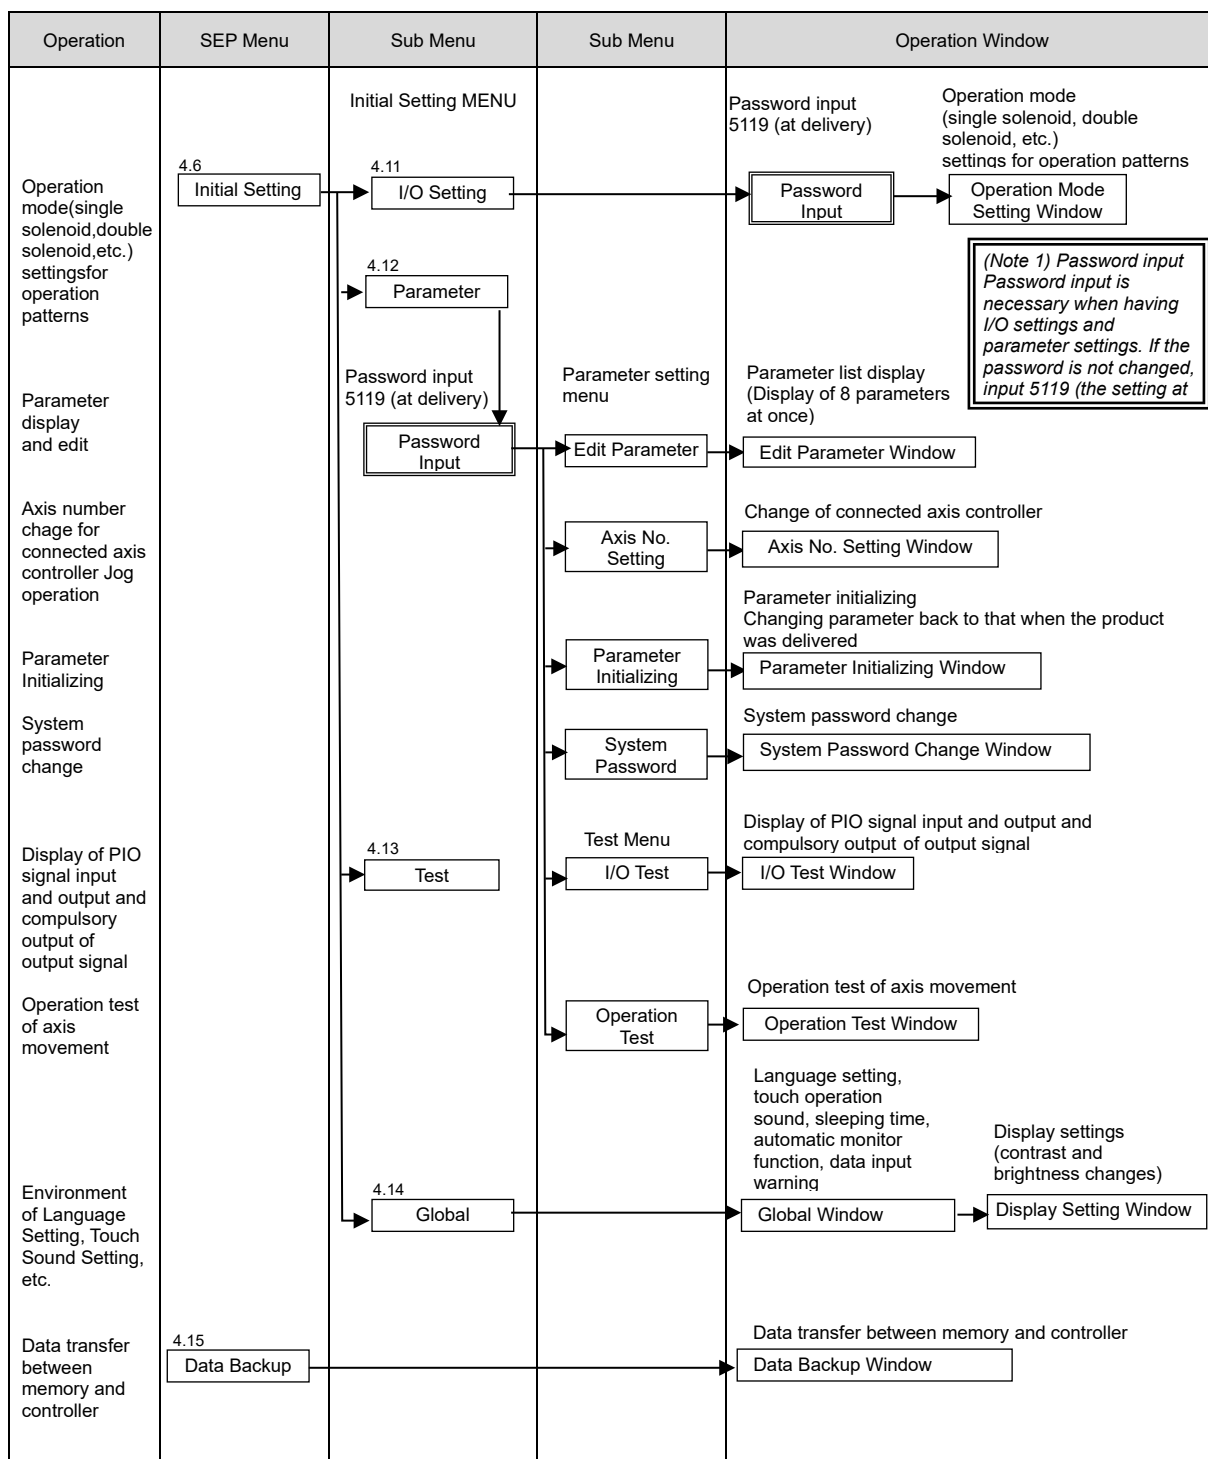 Operation
SEP Menu
Sub Menu
Sub Menu
Operation Window
Initial Setting MENU
Password input
5119 (at delivery)
Operation mode
(single solenoid, double
solenoid, etc.)
settings for operation patterns
Operation
mode(single
solenoid,double
solenoid,etc.)
settingsfor
operation
patterns
4.6
Initial Setting
4.11
I/O Setting
Password
Input
Operation Mode
Setting Window
(Note 1) Password input
Password input is
necessary when having
I/O settings and
parameter settings. If the
password is not changed,
input 5119 (the setting at
4.12
Parameter
Parameter
display
and edit
Password input
5119 (at delivery)
Password
Input
Parameter setting
menu
Edit Parameter
Parameter list display
(Display of 8 parameters
at once)
Edit Parameter Window
Axis number
chage for
connected axis
controller Jog
operation
Axis No.
Setting
Change of connected axis controller
Axis No. Setting Window
Parameter
Initializing
Parameter
Initializing
Parameter initializing
Changing parameter back to that when the product
was delivered
Parameter Initializing Window
System
password
change
System
Password
System password change
System Password Change Window
Display of PIO
signal input
and output and
compulsory
output of
output signal
4.13
Test
Test Menu
I/O Test
Display of PIO signal input and output and
compulsory output of output signal
I/O Test Window
Operation test
of axis
movement
Operation
Test
Operation test of axis movement
Operation Test Window
Environment
of Language
Setting, Touch
Sound Setting,
etc.
4.14
Global
Language setting,
touch operation
sound, sleeping time,
automatic monitor
function, data input
warning
Global Window
Display settings
(contrast and
brightness changes)
Display Setting Window
Data transfer
between
memory and
controller
4.15
Data Backup
Data transfer between memory and controller
Data Backup Window